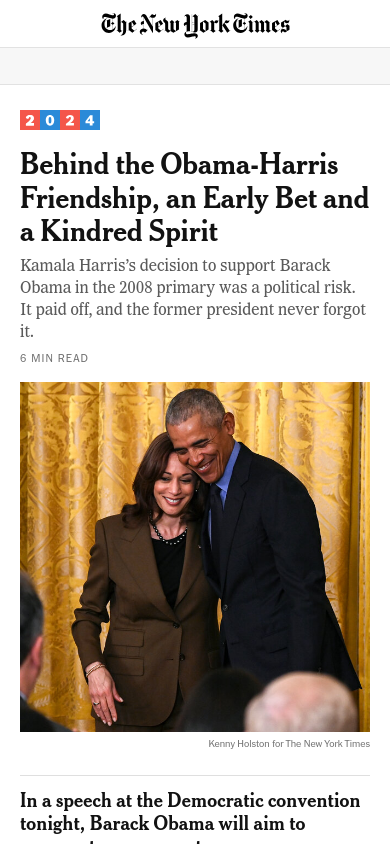 The New York Times
2024
Behind the Obama-Harris
Friendship, an Early Bet and
a Kindred Spirit
Kamala Harris’s decision to support Barack
Obama in the 2008 primary was a political risk.
It paid off, and the former president never forgot
it.
6 MIN READ
Kenny Holston for The New York Times
In a speech at the Democratic convention
tonight, Barack Obama will aim to